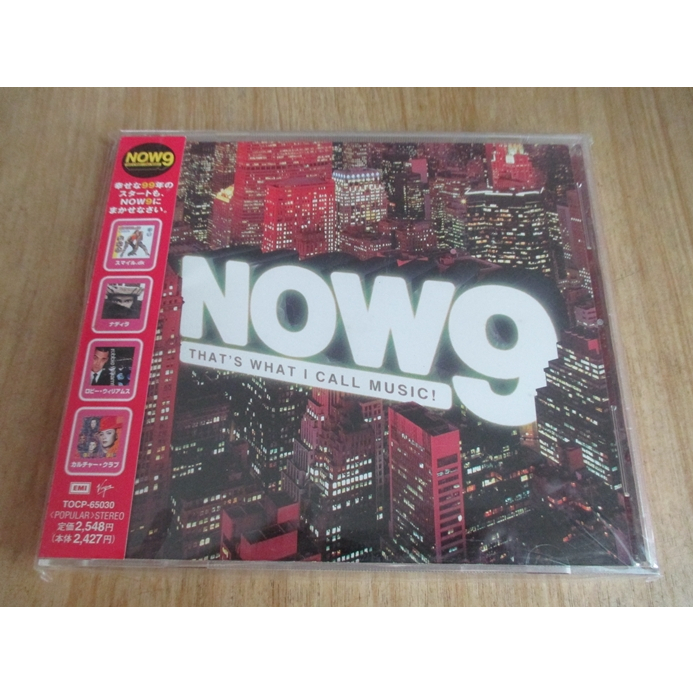 NOW9
幸せな99年の
スタートも、
NOW9に
まかせなさい。
スマイル.dk
ナディラ
ロビー・ウィリアムス
カルチャー・クラブ
EMI
Virgin
TOCP-65030
〈POPULAR〉STEREO
定価2,548円
(本体2,427円)
NOW9
THAT'S WHAT I CALL MUSIC!